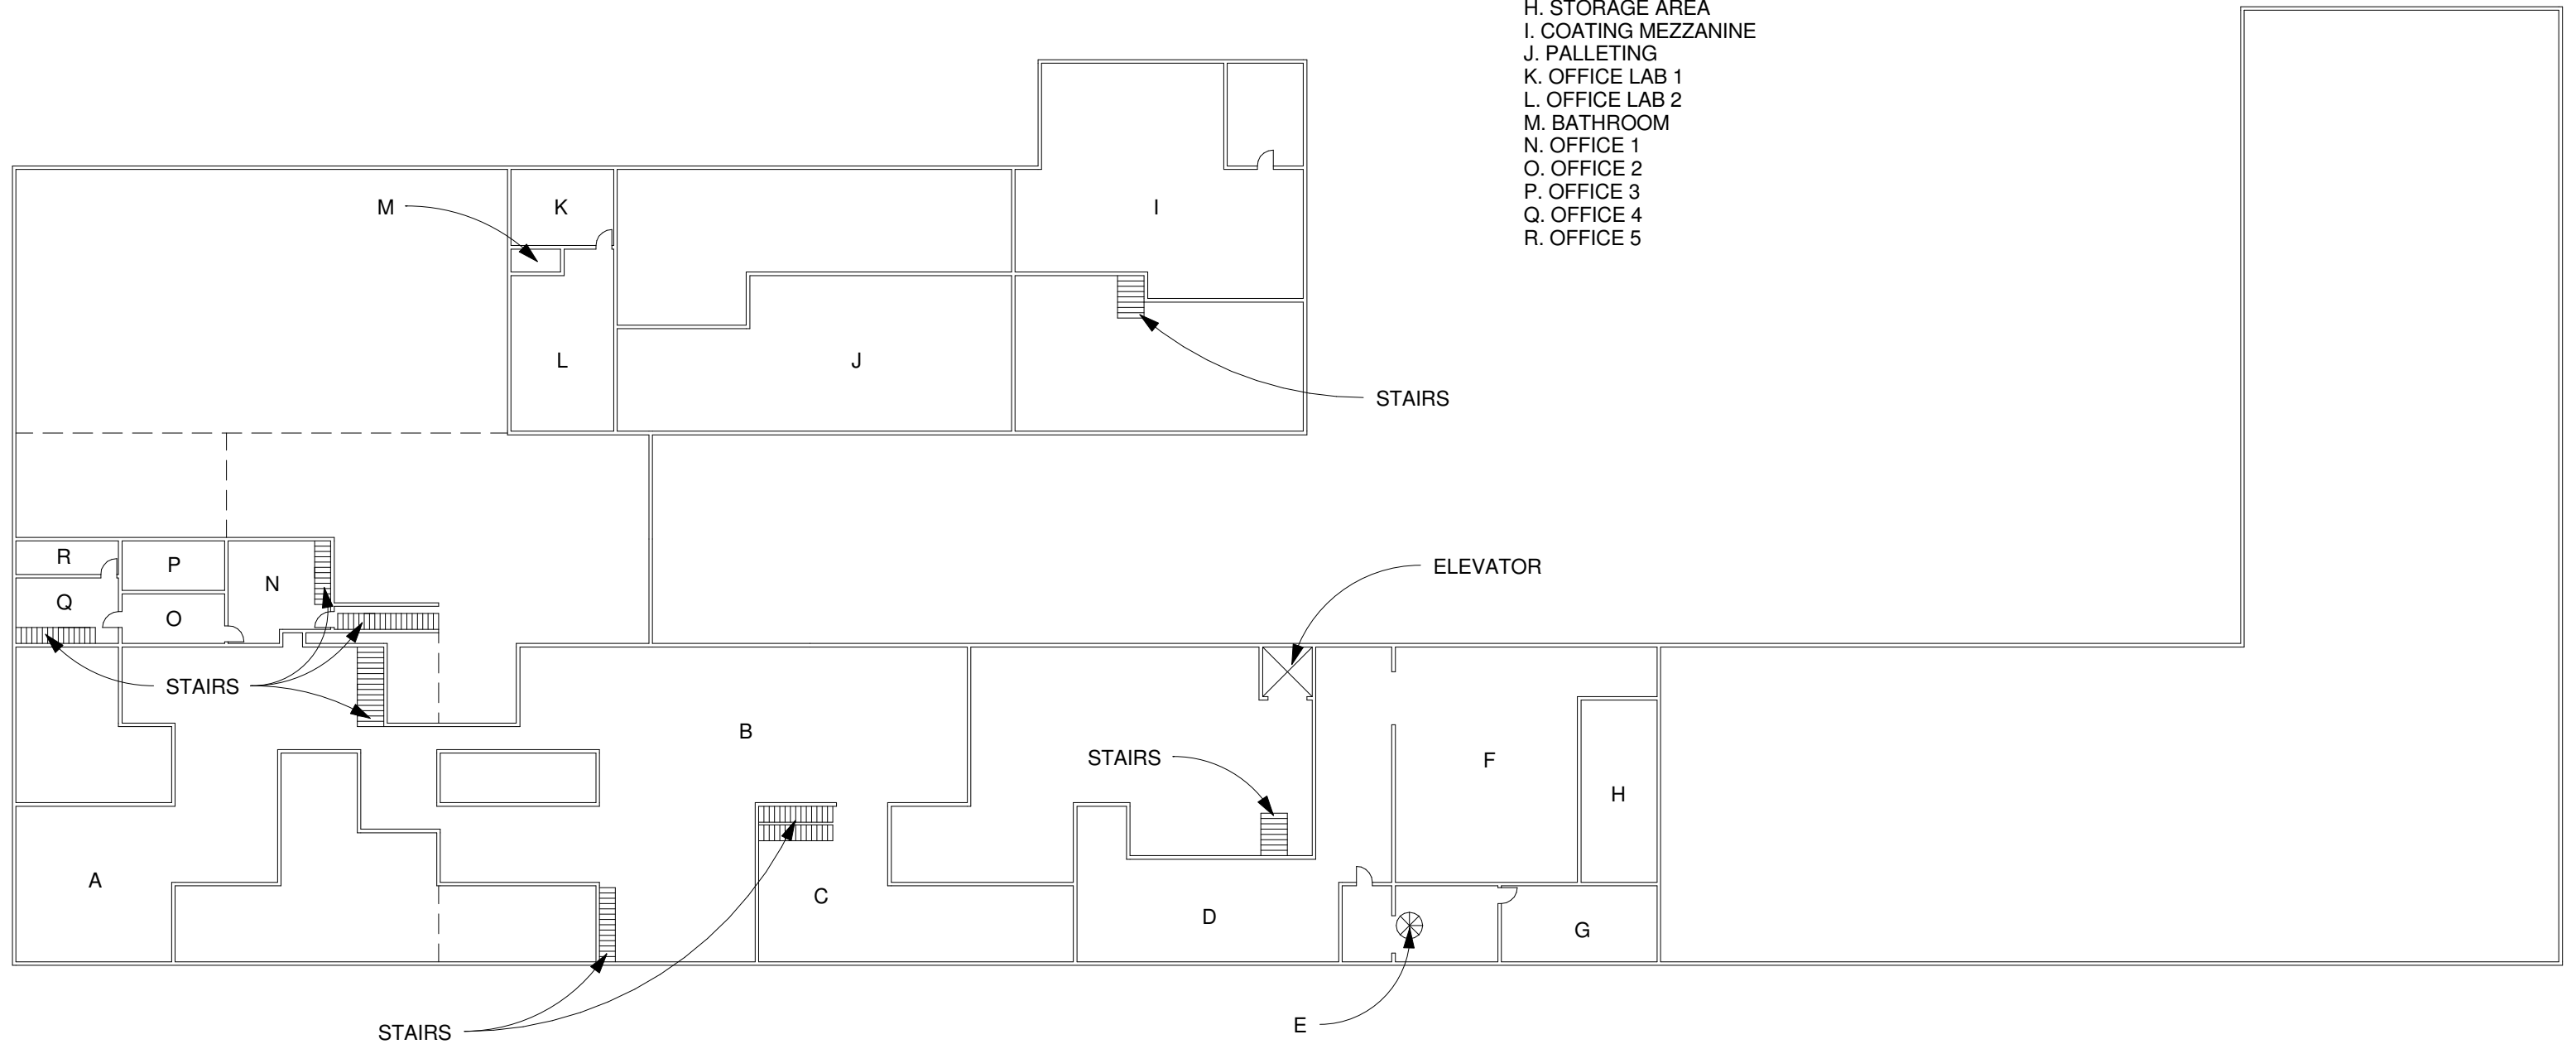 H. STORAGE AREA
I. COATING MEZZANINE
J. PALLETING
K. OFFICE LAB 1
L. OFFICE LAB 2
M. BATHROOM
N. OFFICE 1
O. OFFICE 2
P. OFFICE 3
Q. OFFICE 4
R. OFFICE 5
M
K
I
L
J
STAIRS
R
P
N
Q
O
ELEVATOR
STAIRS
B
STAIRS
F
H
A
C
D
G
E
STAIRS